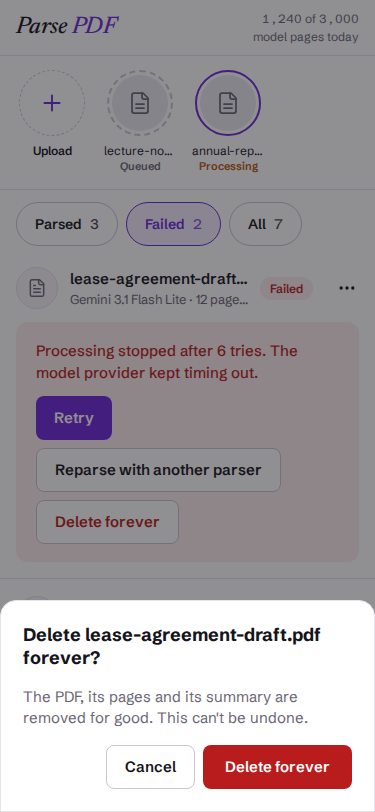 Parse PDF
1,240 of 3,000
model pages today
Upload
lecture-no...
Queued
annual-rep...
Processing
Parsed 3
Failed 2
All 7
lease-agreement-draft...
Gemini 3.1 Flash Lite · 12 page...
Failed
Processing stopped after 6 tries. The
model provider kept timing out.
Retry
Reparse with another parser
Delete forever
Delete lease-agreement-draft.pdf
forever?
The PDF, its pages and its summary are
removed for good. This can't be undone.
Cancel
Delete forever